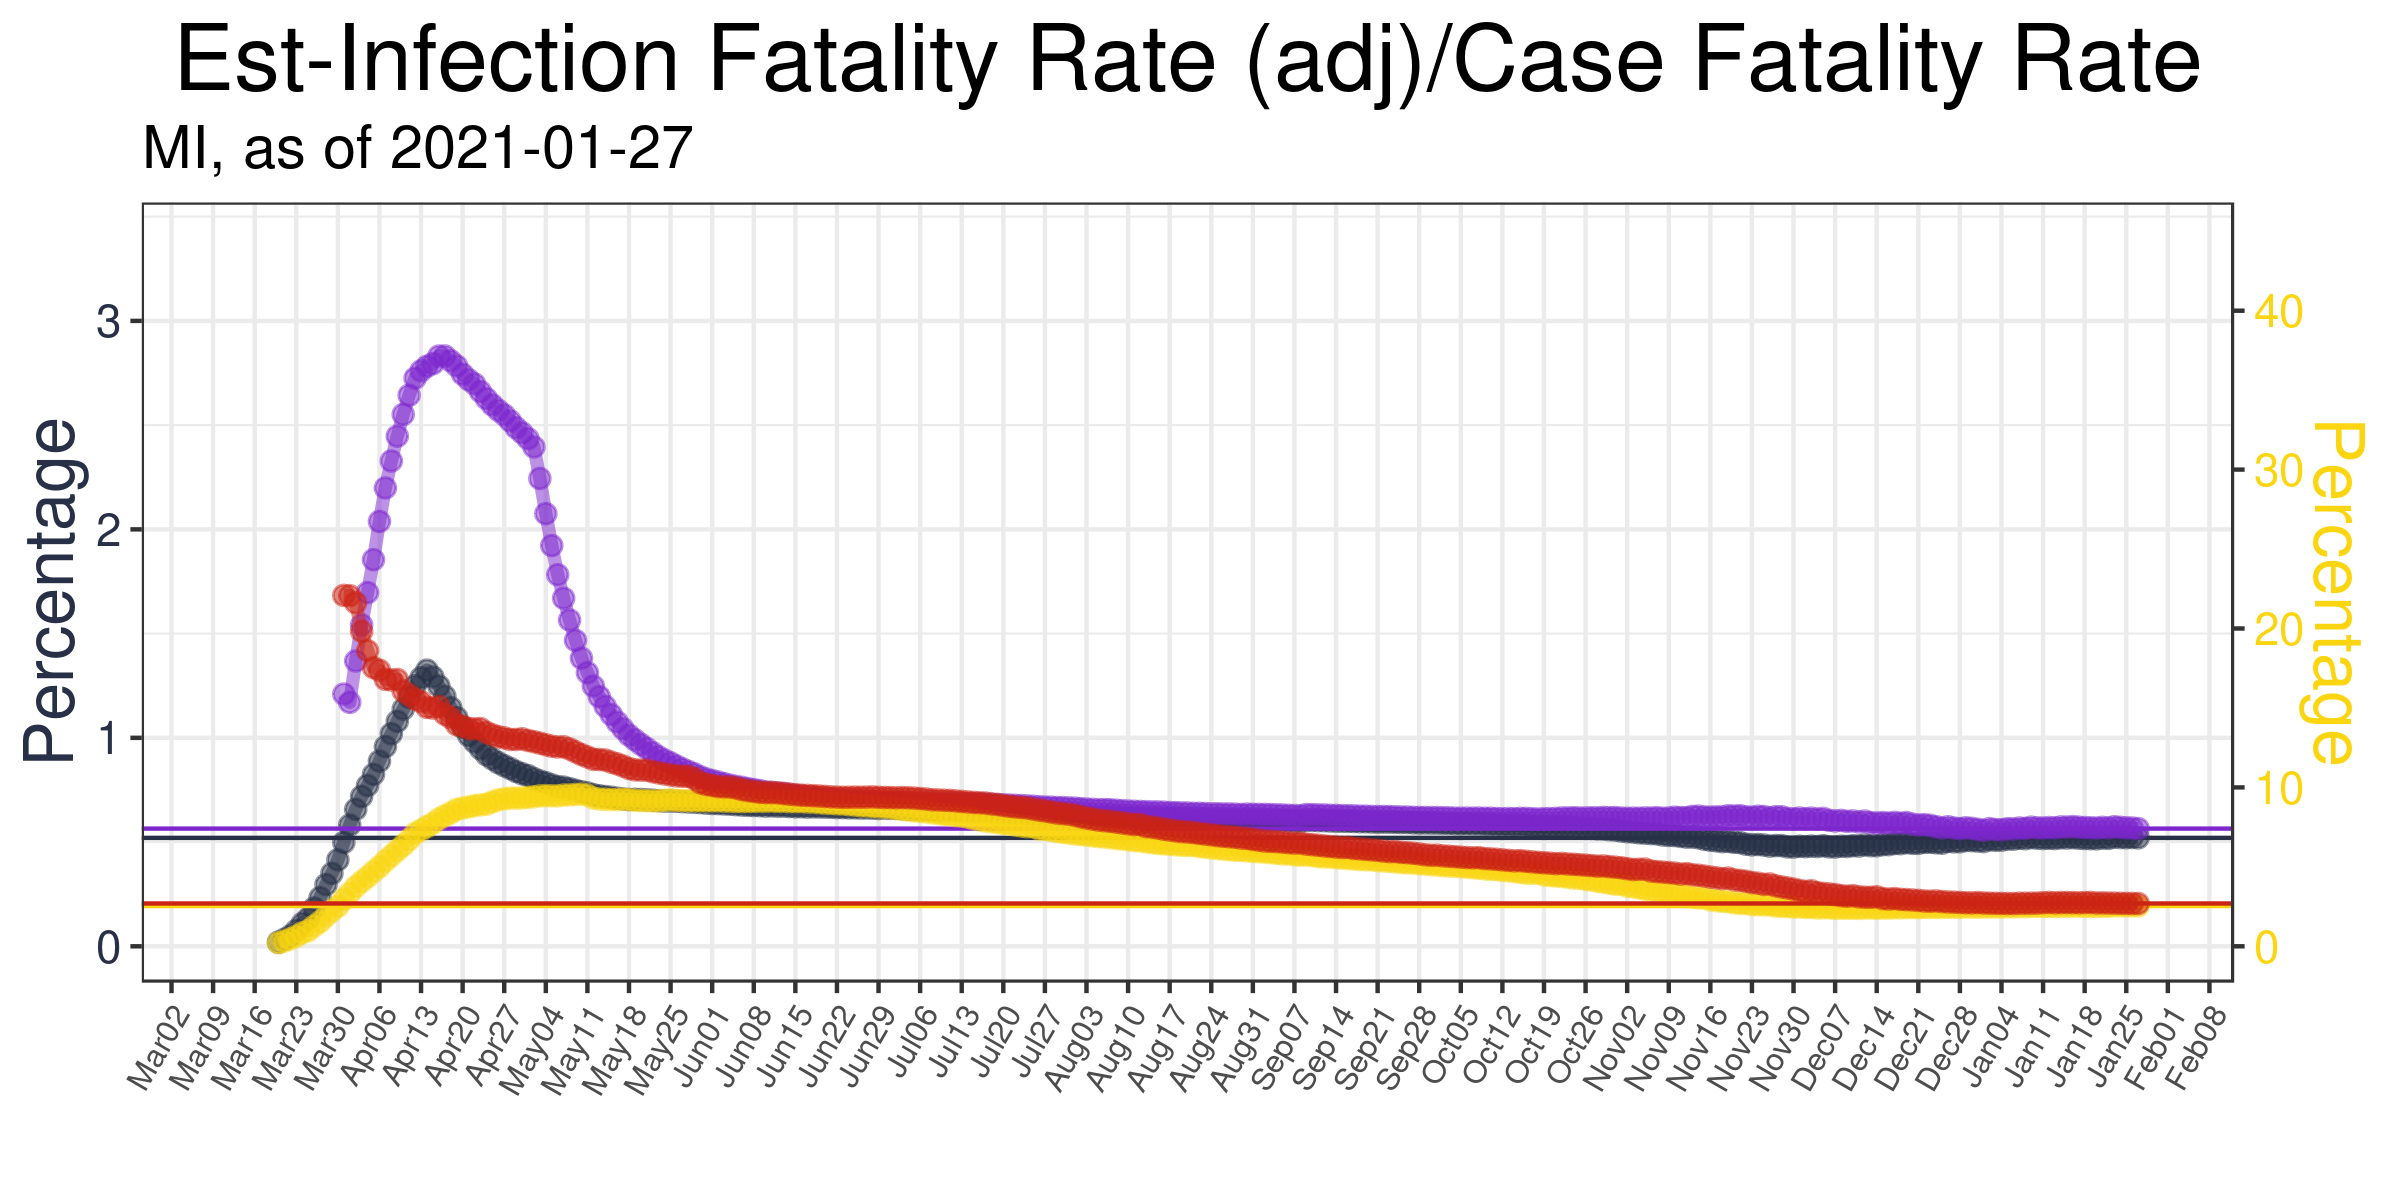 Est-Infection Fatality Rate (adj)/Case Fatality Rate
MI, as of 2021-01-27
Percentage
3
2
1
0
40
30
20
10
0
Percentage
Mar02
Mar09
Mar16
Mar23
Mar30
Apr06
Apr13
Apr20
Apr27
May04
May11
May18
May25
Jun01
Jun08
Jun15
Jun22
Jun29
Jul06
Jul13
Jul20
Jul27
Aug03
Aug10
Aug17
Aug24
Aug31
Sep07
Sep14
Sep21
Sep28
Oct05
Oct12
Oct19
Oct26
Nov02
Nov09
Nov16
Nov23
Nov30
Dec07
Dec14
Dec21
Dec28
Jan04
Jan11
Jan18
Jan25
Feb01
Feb08